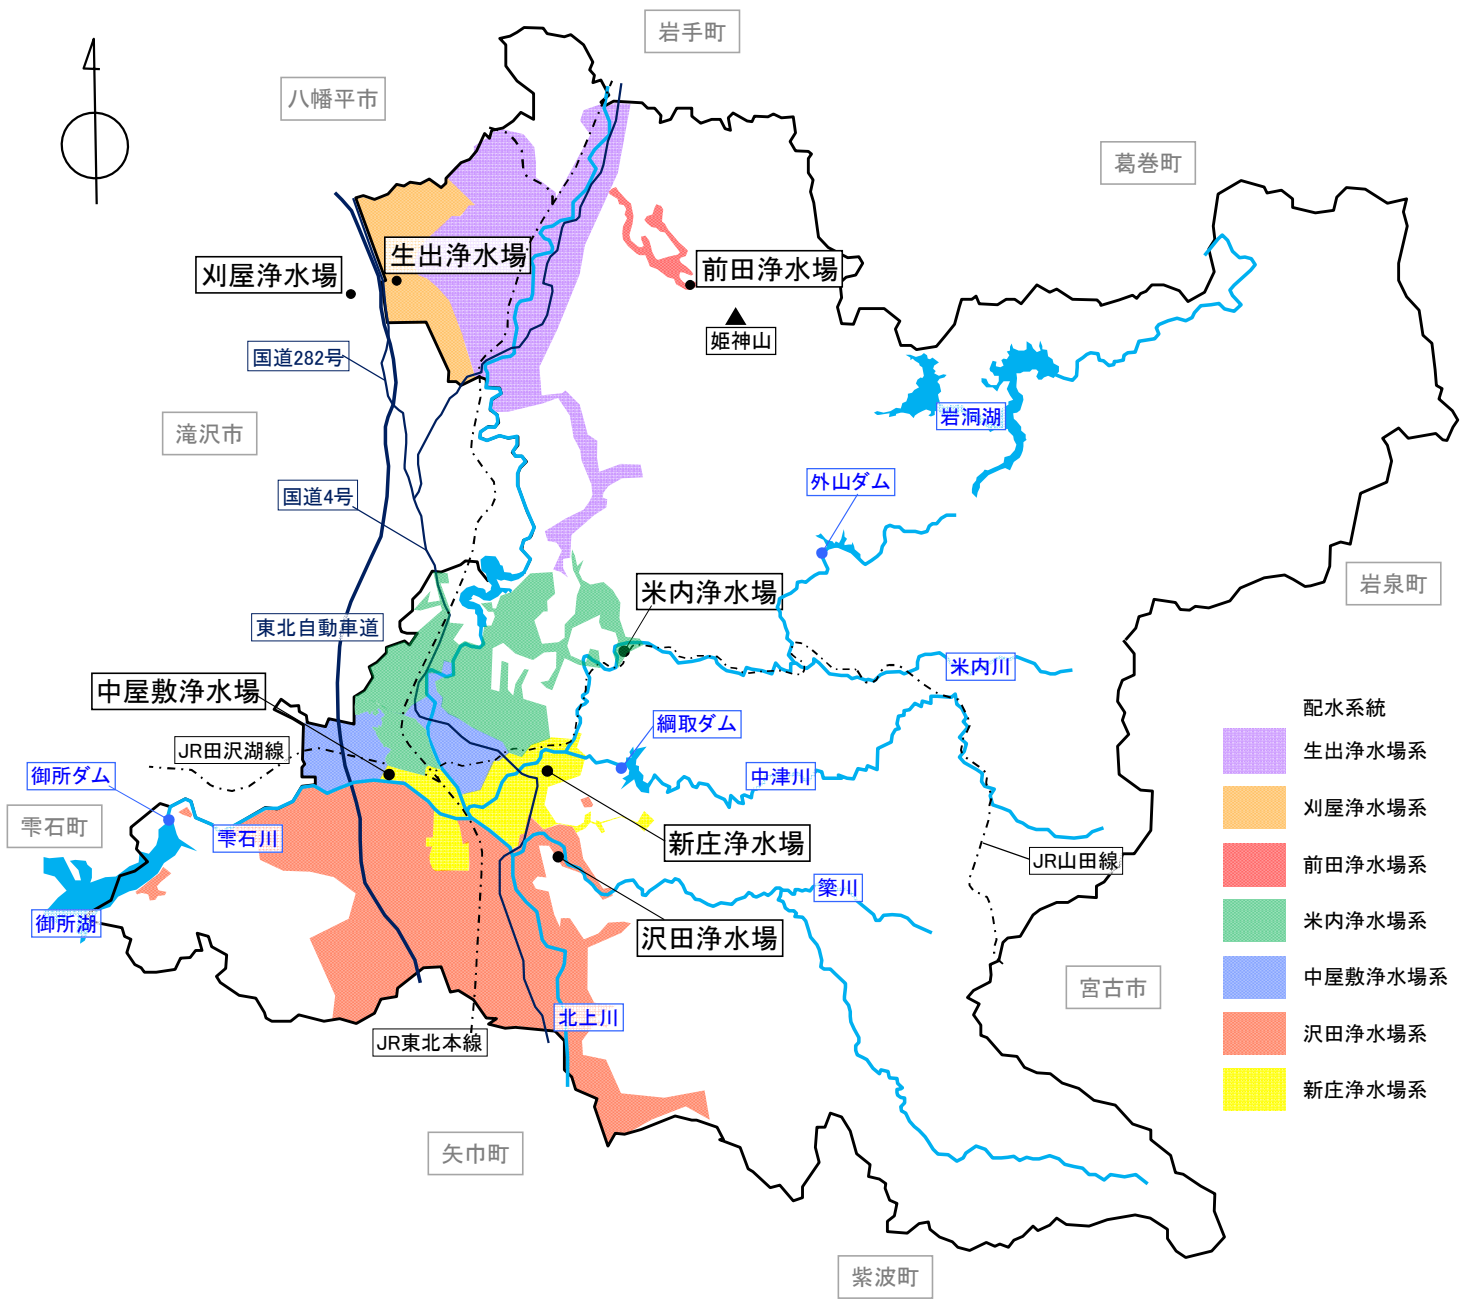 岩手町
八幡平市
葛巻町
生出浄水場
刈屋浄水場
前田浄水場
姫神山
国道282号
滝沢市
岩洞湖
外山ダム
国道4号
岩泉町
米内浄水場
東北自動車道
米内川
中屋敷浄水場
綱取ダム
JR田沢湖線
御所ダム
中津川
雫石町
雫石川
新庄浄水場
JR山田線
簗川
御所湖
沢田浄水場
宮古市
北上川
JR東北本線
矢巾町
紫波町
配水系統
生出浄水場系
刈屋浄水場系
前田浄水場系
米内浄水場系
中屋敷浄水場系
沢田浄水場系
新庄浄水場系